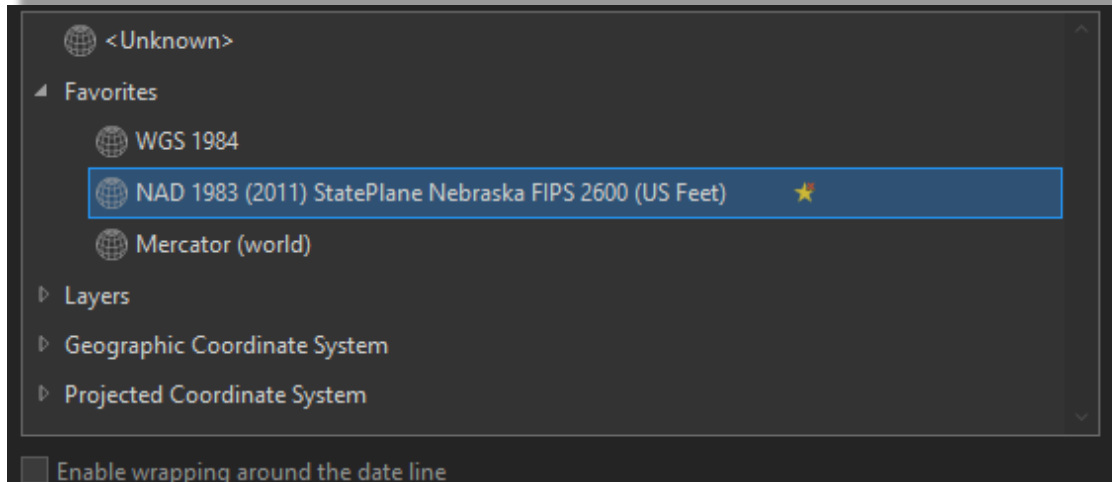 <Unknown>
Favorites
WGS 1984
NAD 1983 (2011) StatePlane Nebraska FIPS 2600 (US Feet)
Mercator (world)
Layers
Geographic Coordinate System
Projected Coordinate System
Enable wrapping around the date line